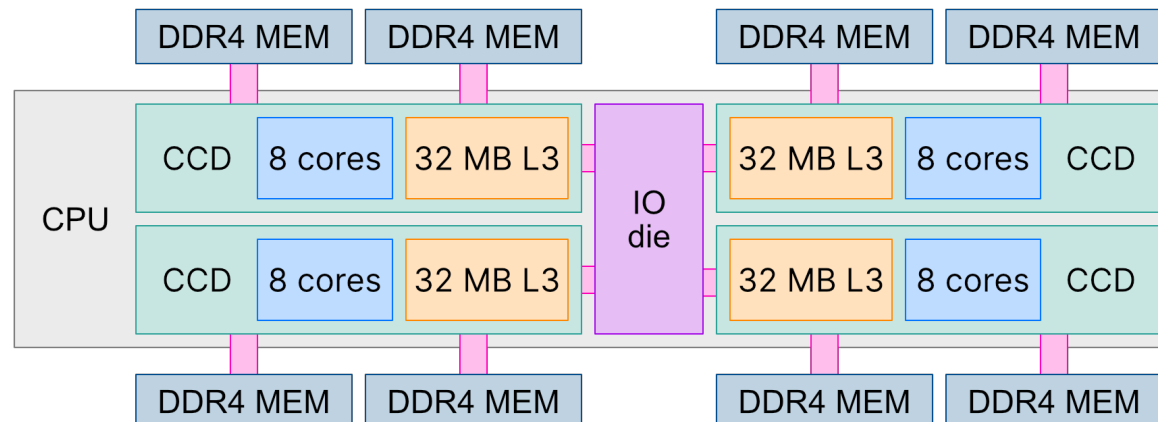 DDR4 MEM DDR4 MEM DDR4 MEM DDR4 MEM
CCD 8 cores 32 MB L3 32 MB L3 8 cores CCD
CPU
IO
die
CCD 8 cores 32 MB L3 32 MB L3 8 cores CCD
DDR4 MEM DDR4 MEM DDR4 MEM DDR4 MEM